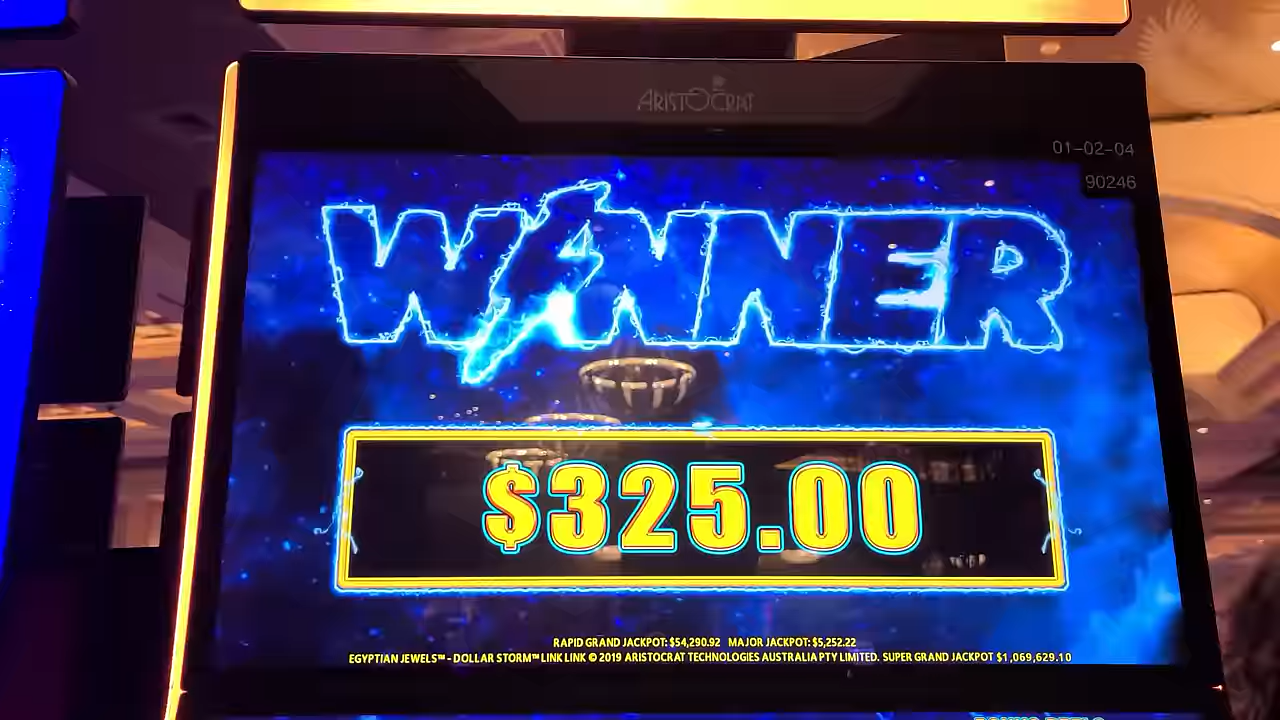 ARISTOCRAT
01-02-04
90246
WINNER
$325.00
RAPID GRAND JACKPOT: $54,290.92 MAJOR JACKPOT: $5,252.22
EGYPTIAN JEWELS™ - DOLLAR STORM™ LINK LINK © 2019 ARISTOCRAT TECHNOLOGIES AUSTRALIA PTY LIMITED. SUPER GRAND JACKPOT $1,069,629.10